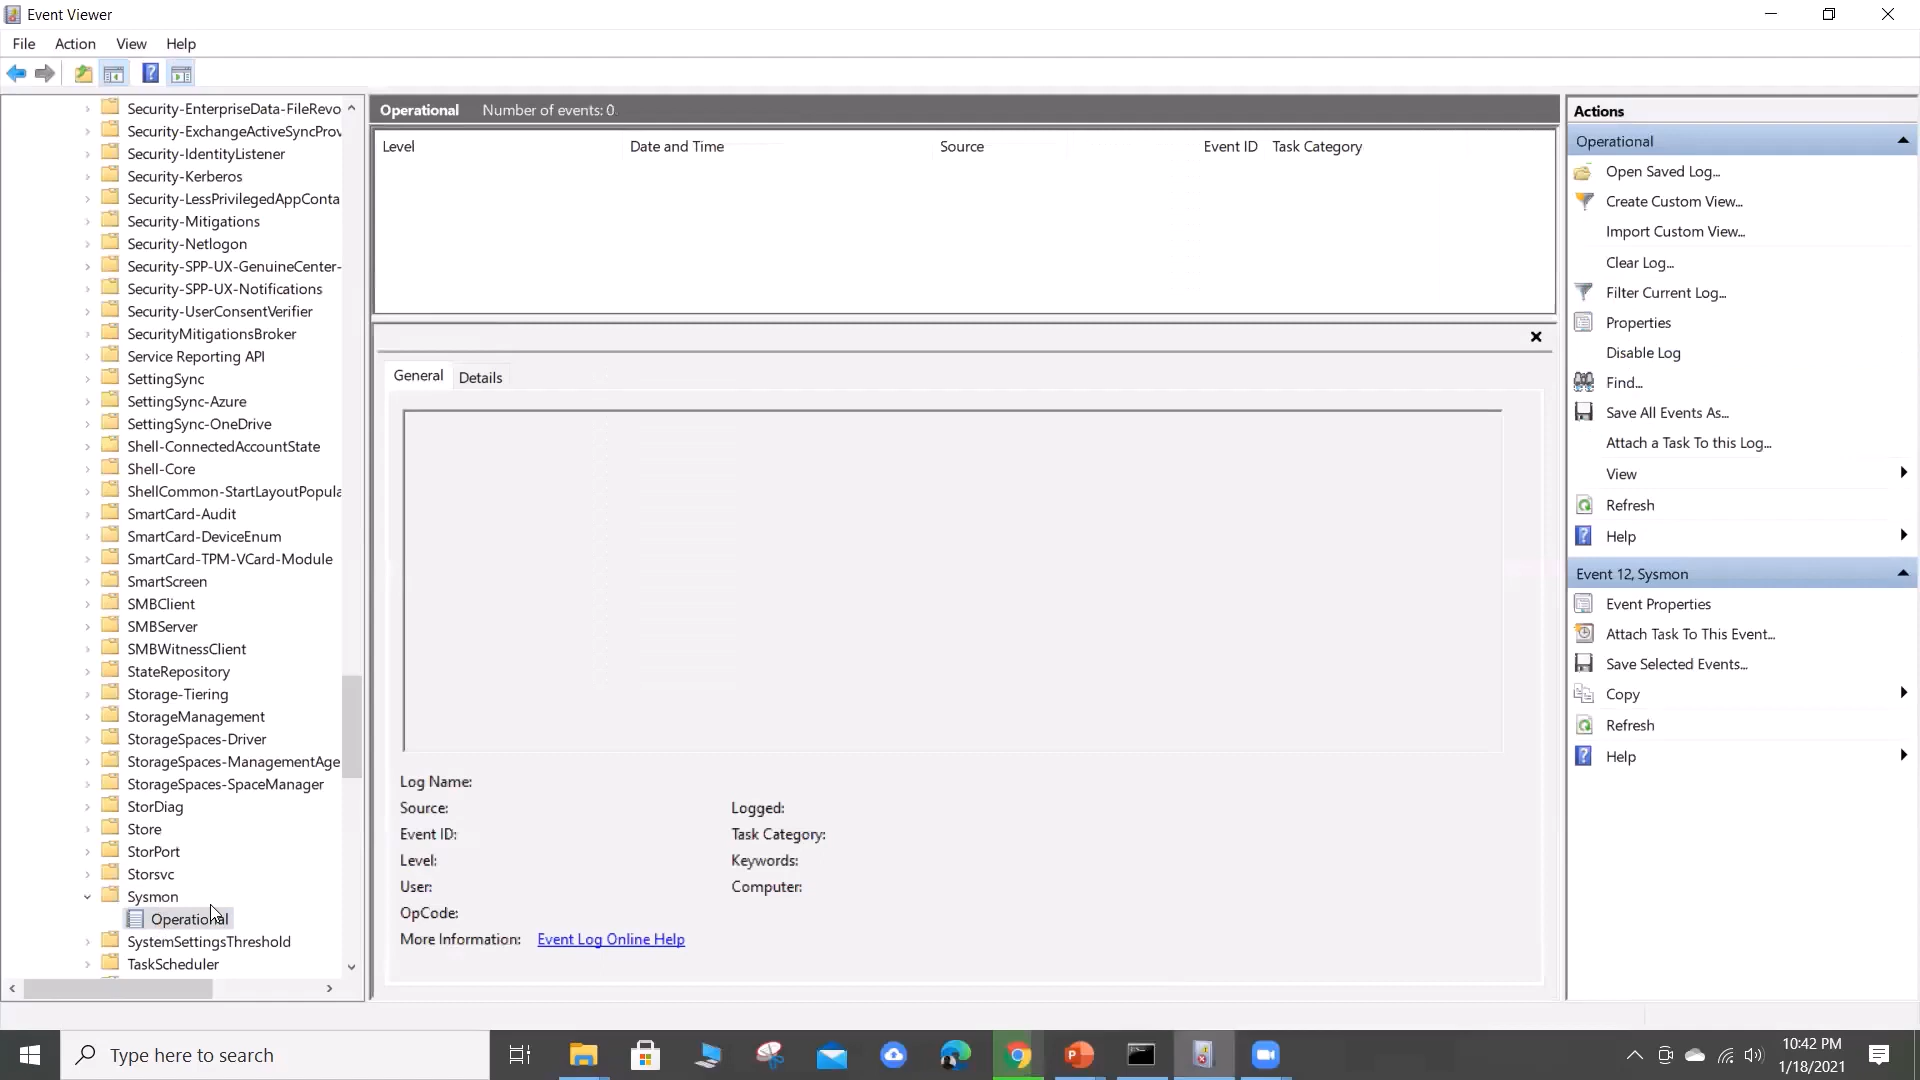 Event Viewer
File Action View Help
Security-EnterpriseData-FileRevo
Security-ExchangeActiveSyncProv
Security-IdentityListener
Security-Kerberos
Security-LessPrivilegedAppConta
Security-Mitigations
Security-Netlogon
Security-SPP-UX-GenuineCenter-
Security-SPP-UX-Notifications
Security-UserConsentVerifier
SecurityMitigationsBroker
Service Reporting API
SettingSync
SettingSync-Azure
SettingSync-OneDrive
Shell-ConnectedAccountState
Shell-Core
ShellCommon-StartLayoutPopula
SmartCard-Audit
SmartCard-DeviceEnum
SmartCard-TPM-VCard-Module
SmartScreen
SMBClient
SMBServer
SMBWitnessClient
StateRepository
Storage-Tiering
StorageManagement
StorageSpaces-Driver
StorageSpaces-ManagementAge
StorageSpaces-SpaceManager
StorDiag
Store
StorPort
Storsvc
Sysmon
Operational
SystemSettingsThreshold
TaskScheduler
Operational Number of events: 0
Level Date and Time Source Event ID Task Category
General Details
Log Name:
Source: Logged:
Event ID: Task Category:
Level: Keywords:
User: Computer:
OpCode:
More Information: Event Log Online Help
Actions
Operational
Open Saved Log...
Create Custom View...
Import Custom View...
Clear Log...
Filter Current Log...
Properties
Disable Log
Find...
Save All Events As...
Attach a Task To this Log...
View
Refresh
Help
Event 12, Sysmon
Event Properties
Attach Task To This Event...
Save Selected Events...
Copy
Refresh
Help
Type here to search
10:42 PM
1/18/2021